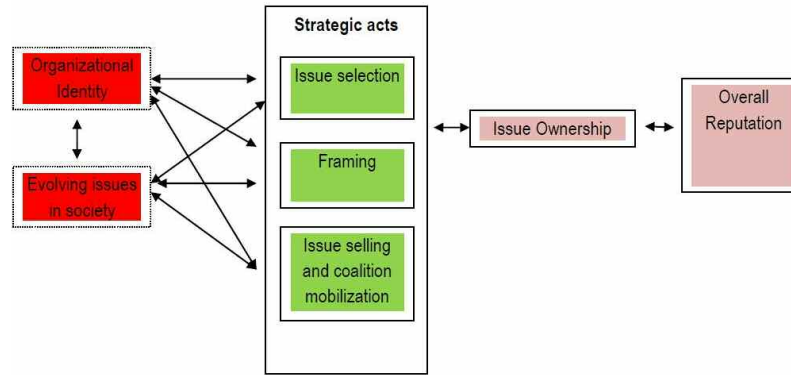 Strategic acts
Organizational
Identity
Evolving issues
in society
Issue selection
Framing
Issue selling
and coalition
mobilization
Issue Ownership
Overall
Reputation